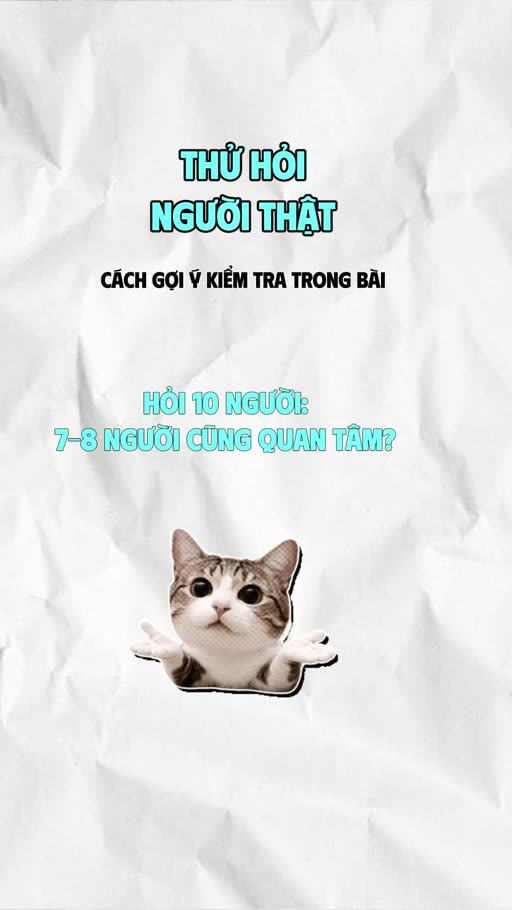 THỬ HỎI
NGƯỜI THẬT
CÁCH GỢI Ý KIỂM TRA TRONG BÀI
HỎI 10 NGƯỜI:
7-8 NGƯỜI CŨNG QUAN TÂM?